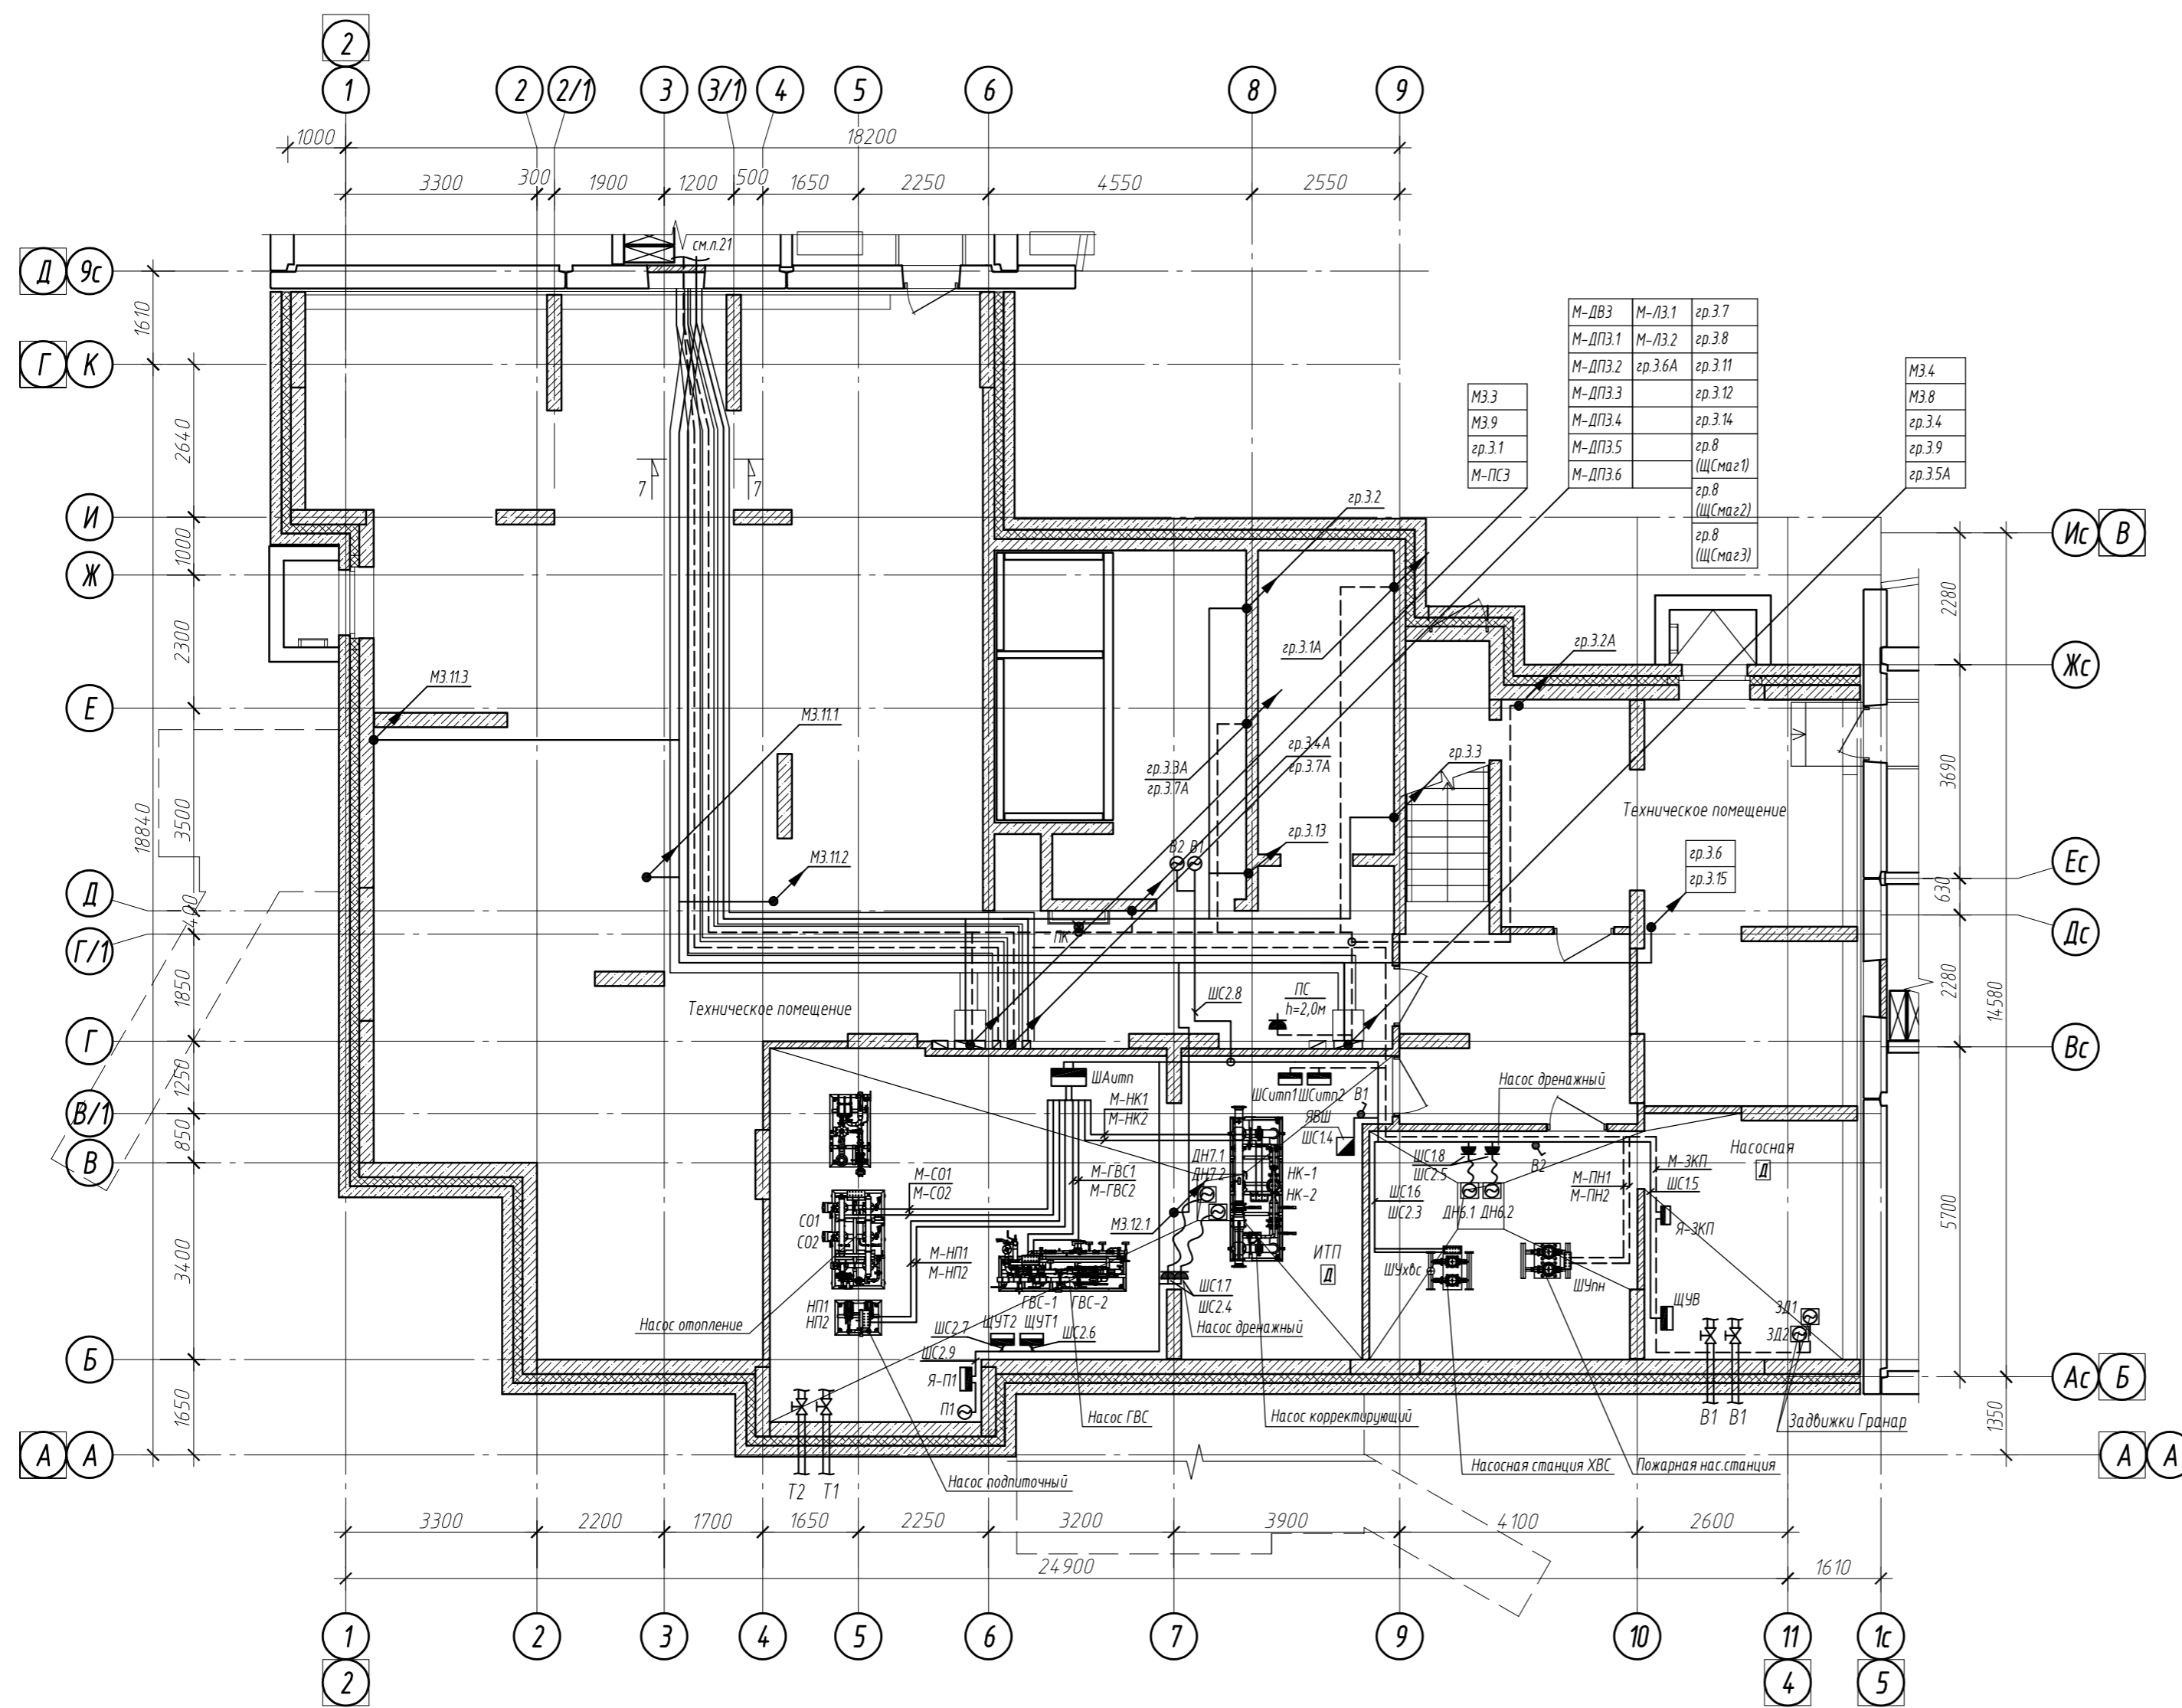 2
1
2
2/1
3
3/1
4
5
6
8
9
1000
18200
3300
300
1900
1200
500
1650
2250
4550
2550
см.л.21
Д
9с
1610
Г
К
М-ДВ3
М-Л3.1
гр.3.7
М-ДП3.1
М-Л3.2
гр.3.8
М-ДП3.2
гр.3.6А
гр.3.11
М-ДП3.3
гр.3.12
М-ДП3.4
гр.3.14
М-ДП3.5
гр.8
(ЩСмаг1)
М-ДП3.6
гр.8
(ЩСмаг2)
гр.8
(ЩСмаг3)
М3.3
М3.9
гр.3.1
М-ПС3
М3.4
М3.8
гр.3.4
гр.3.9
гр.3.5А
2640
7
7
гр.3.2
И
Ис
В
1000
Ж
2280
2300
гр.3.1А
гр.3.2А
Жс
М3.11.3
Е
М3.11.1
гр.3.3А
гр.3.7А
гр.3.4А
гр.3.7А
гр.3.3
3690
18840
3500
Техническое помещение
гр.3.13
В2
В1
М3.11.2
гр.3.6
гр.3.15
Ес
Д
400
630
ПК
Дс
Г/1
1850
ШС2.8
ПС
h=2,0м
2280
14580
Техническое помещение
Г
Вс
1250
ЩАитп
ЩСитп1
ЩСитп2
В1
Насос дренажный
М-НК1
М-НК2
ЯВШ
ШС1.4
В/1
850
В
ДН7.1
ДН7.2
НК-1
НК-2
ШС1.8
ШС2.5
В2
Насосная
Д
М-СО1
М-СО2
М-ГВС1
М-ГВС2
М-ПН1
М-ПН2
М-ЗКП
ШС1.5
ШС1.6
ШС2.3
ДН6.1
ДН6.2
СО1
СО2
М3.12.1
Я-ЗКП
3400
М-НП1
М-НП2
ИТП
Д
5700
ШУхвс
ШУпн
НП1
НП2
ГВС-1
ГВС-2
ШС1.7
ШС2.4
ЩУВ
ЗД1
ЗД2
Насос отопление
ШС2.7
ЩУТ2
ЩУТ1
ШС2.6
Насос дренажный
Б
ШС2.9
Ас
Б
1650
Я-П1
П1
Насос ГВС
Насос корректирующий
В1
В1
Задвижки Гранар
1350
А
А
Насосная станция ХВС
Пожарная нас.станция
А
А
Т2
Т1
Насос подпиточный
3300
2200
1700
1650
2250
3200
3900
4100
2600
24900
1610
1
2
3
4
5
6
7
9
10
11
1с
2
4
5